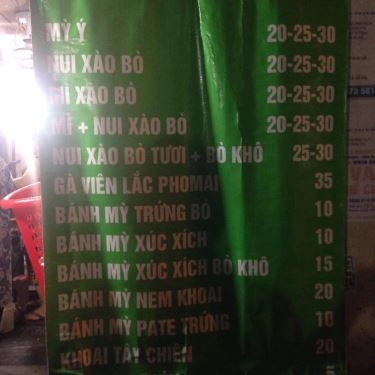 MỲ Ý 20-25-30
NUI XÀO BÒ 20-25-30
MÌ XÀO BÒ 20-25-30
MÌ + NUI XÀO BÒ 20-25-30
NUI XÀO BÒ TƯƠI + BÒ KHÔ 25-30
GÀ VIÊN LẮC PHOMAI 35
BÁNH MỲ TRỨNG BÒ 10
BÁNH MỲ XÚC XÍCH 10
BÁNH MỲ XÚC XÍCH BÒ KHÔ 15
BÁNH MỲ NEM KHOAI 20
BÁNH MỲ PATE TRỨNG 10
KHOAI TÂY CHIÊN 20